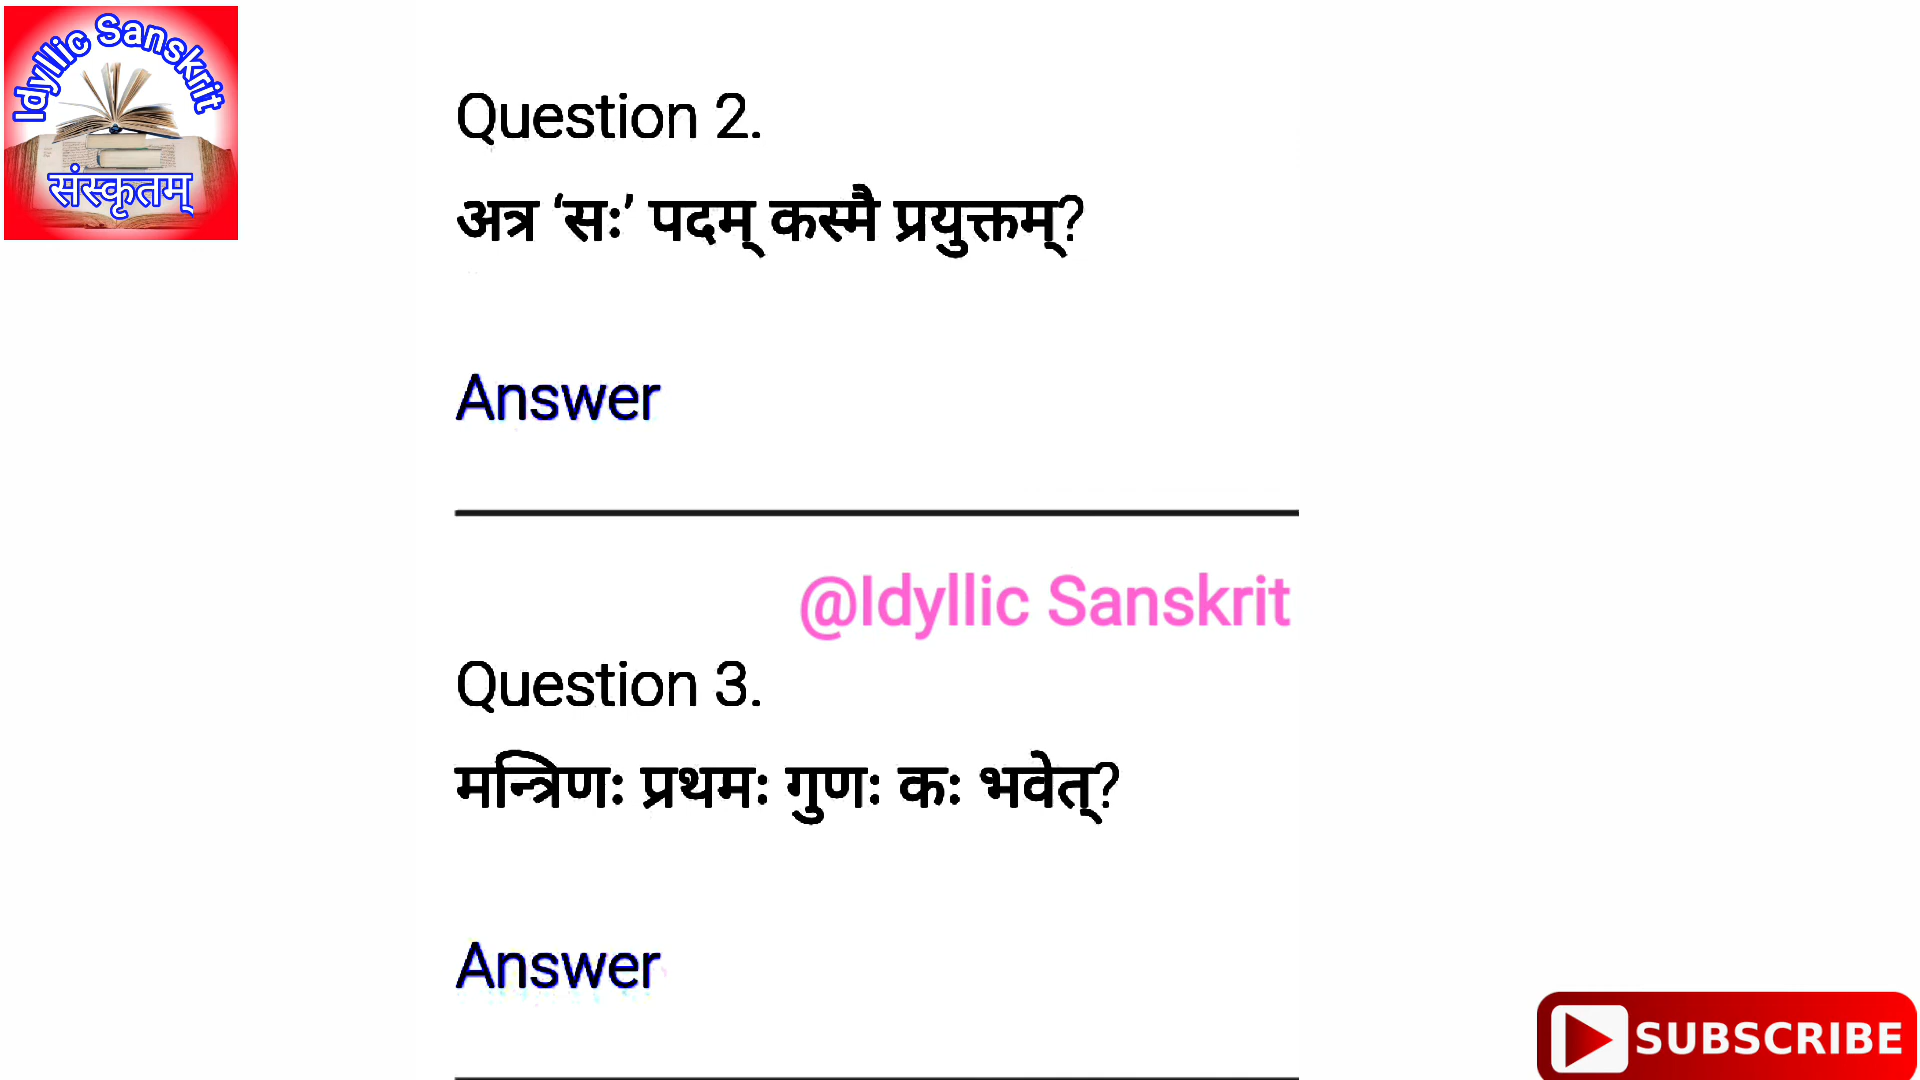 Idyllic Sanskrit
संस्कृतम्
Question 2.
अत्र ‘सः’ पदम् कस्मै प्रयुक्तम्?
Answer
@Idyllic Sanskrit
Question 3.
मन्त्रिणः प्रथमः गुणः कः भवेत्?
Answer
SUBSCRIBE